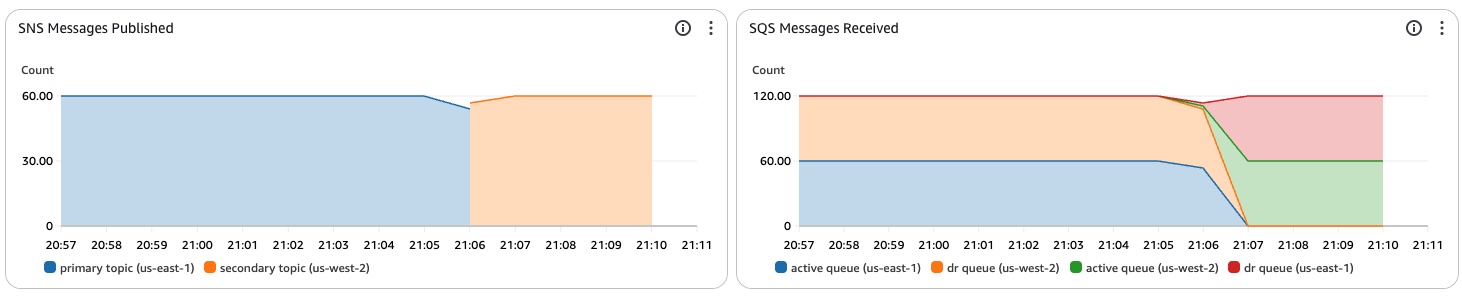 SNS Messages Published
Count
60.00
30.00
0
20:57 20:58 20:59 21:00 21:01 21:02 21:03 21:04 21:05 21:06 21:07 21:08 21:09 21:10 21:11
primary topic (us-east-1) secondary topic (us-west-2)
SQS Messages Received
Count
120.00
60.00
0
20:57 20:58 20:59 21:00 21:01 21:02 21:03 21:04 21:05 21:06 21:07 21:08 21:09 21:10 21:11
active queue (us-east-1) dr queue (us-west-2) active queue (us-west-2) dr queue (us-east-1)